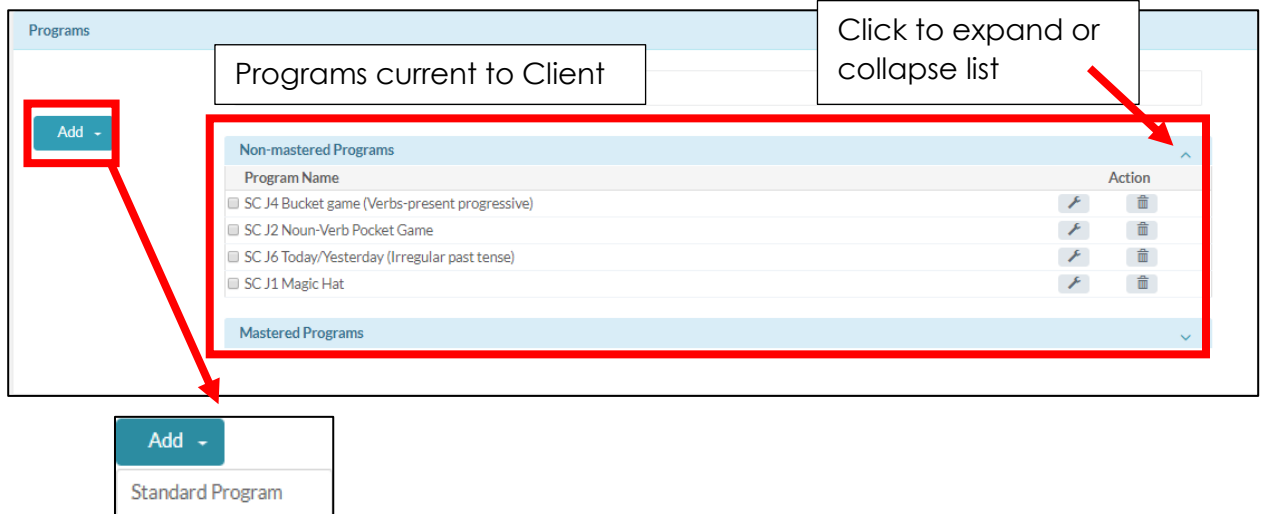 Programs
Click to expand or
collapse list
Programs current to Client
Add
Non-mastered Programs
Program Name Action
SC J4 Bucket game (Verbs-present progressive)
SC J2 Noun-Verb Pocket Game
SC J6 Today/Yesterday (Irregular past tense)
SC J1 Magic Hat
Mastered Programs
Add
Standard Program